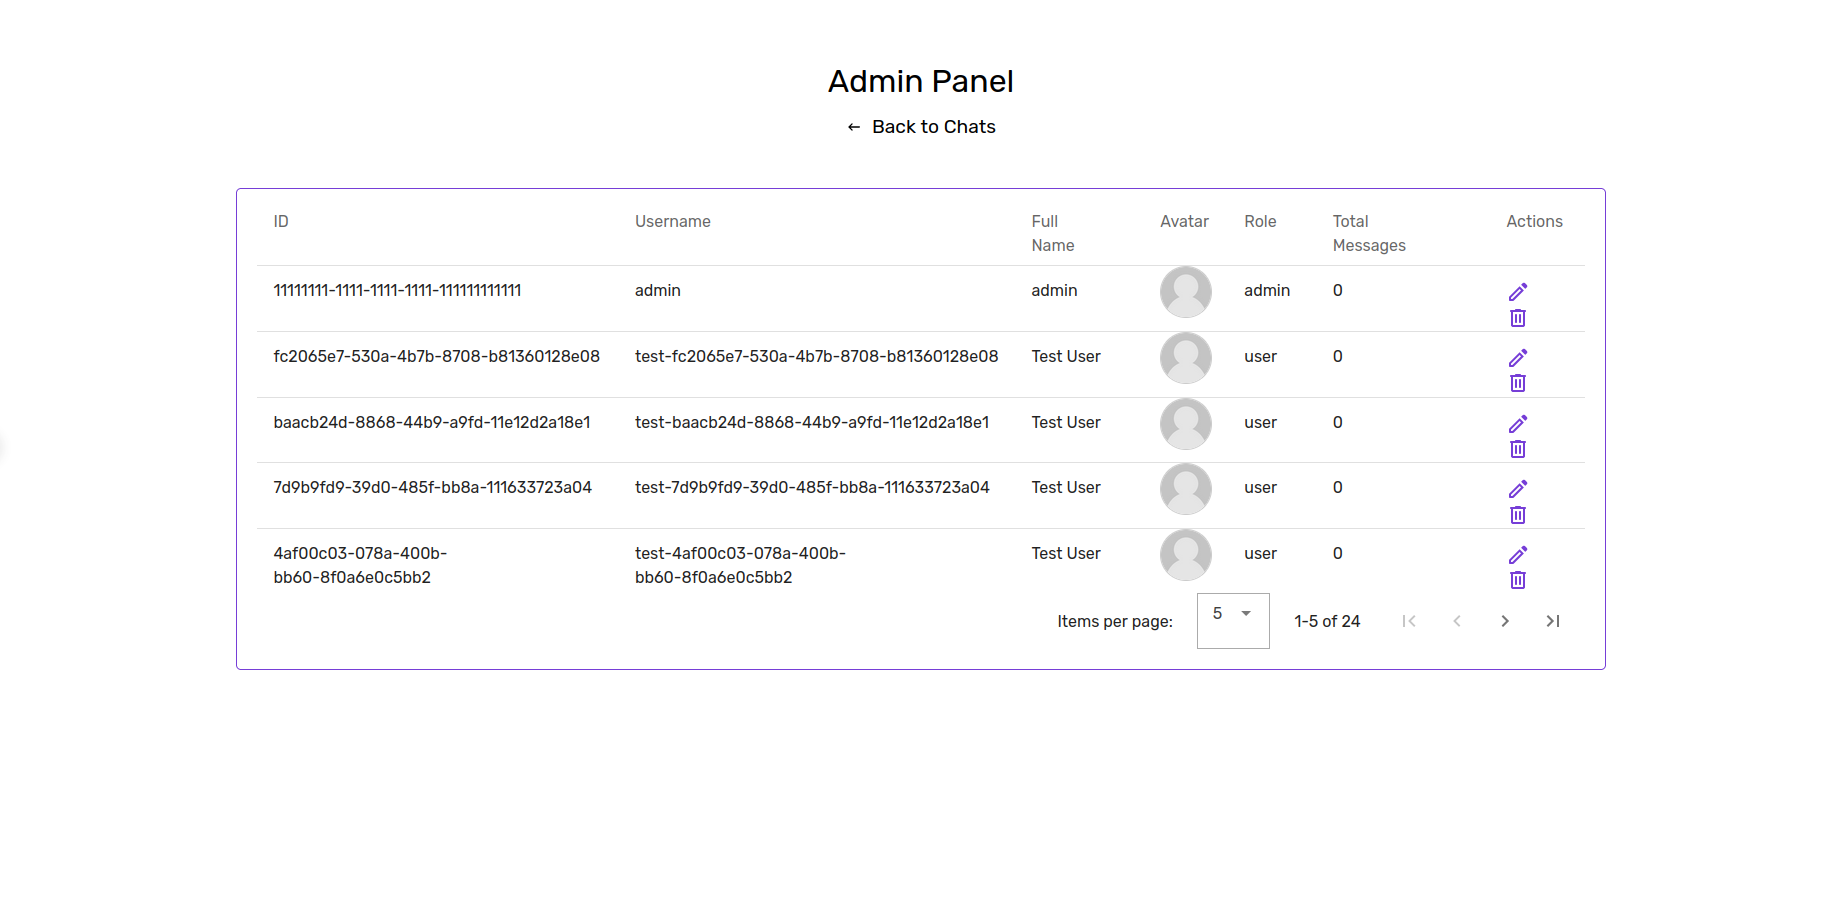 Admin Panel
← Back to Chats
ID Username Full Name Avatar Role Total Messages Actions
11111111-1111-1111-1111-111111111111 admin admin admin 0
fc2065e7-530a-4b7b-8708-b81360128e08 test-fc2065e7-530a-4b7b-8708-b81360128e08 Test User user 0
baacb24d-8868-44b9-a9fd-11e12d2a18e1 test-baacb24d-8868-44b9-a9fd-11e12d2a18e1 Test User user 0
7d9b9fd9-39d0-485f-bb8a-111633723a04 test-7d9b9fd9-39d0-485f-bb8a-111633723a04 Test User user 0
4af00c03-078a-400b- test-4af00c03-078a-400b- Test User user 0
bb60-8f0a6e0c5bb2 bb60-8f0a6e0c5bb2
Items per page: 5 1-5 of 24